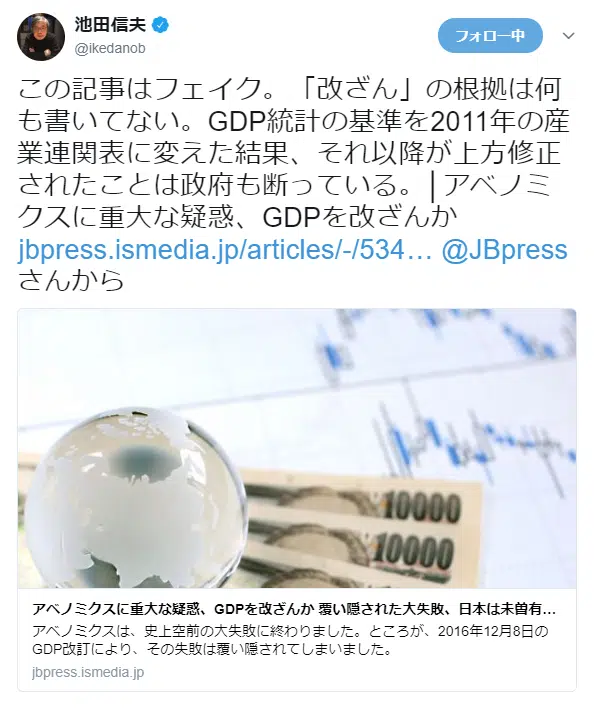 池田信夫
@ikedanob
フォロー中
この記事はフェイク。「改ざん」の根拠は何
も書いてない。GDP統計の基準を2011年の産
業連関表に変えた結果、それ以降が上方修正
されたことは政府も断っている。│アベノミ
クスに重大な疑惑、GDPを改ざんか
jbpress.ismedia.jp/articles/-/534… @JBpress
さんから
10000
10000
アベノミクスに重大な疑惑、GDPを改ざんか 覆い隠された大失敗、日本は未曽有…
アベノミクスは、史上空前の大失敗に終わりました。ところが、2016年12月8日の
GDP改訂により、その失敗は覆い隠されてしまいました。
jbpress.ismedia.jp